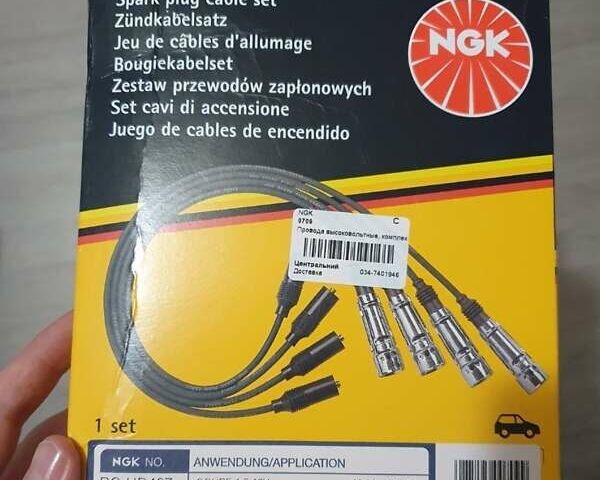 Spark plug cable set
Zündkabelsatz
Jeu de câbles d'allumage
Bougiekabelset
Zestaw przewodów zapłonowych
Set cavi di accensione
Juego de cables de encendido
NGK
NGK
0706 C
Провода высоковольтные, комплек
Центральний
Доставка 034-7401946
1 set
NGK NO. ANWENDUNG/APPLICATION